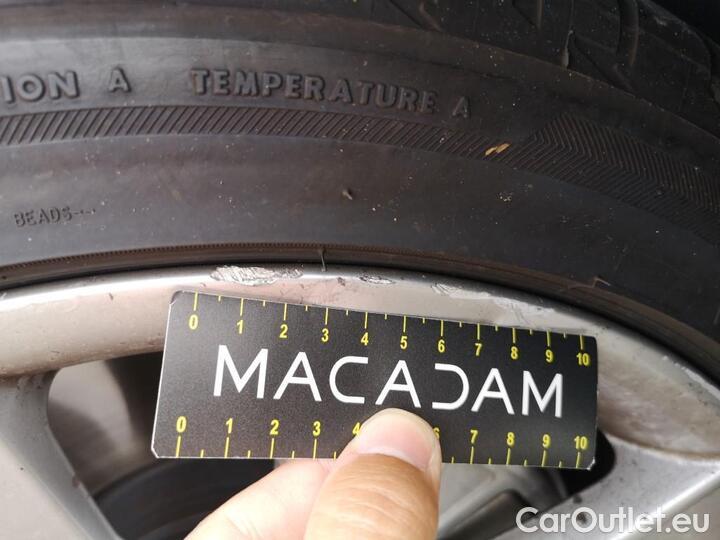 ION A TEMPERATURE A
BEADS
0 1 2 3 4 5 6 7 8 9 10
MACADAM
0 1 2 3 4 6 7 8 9 10
CarOutlet.eu